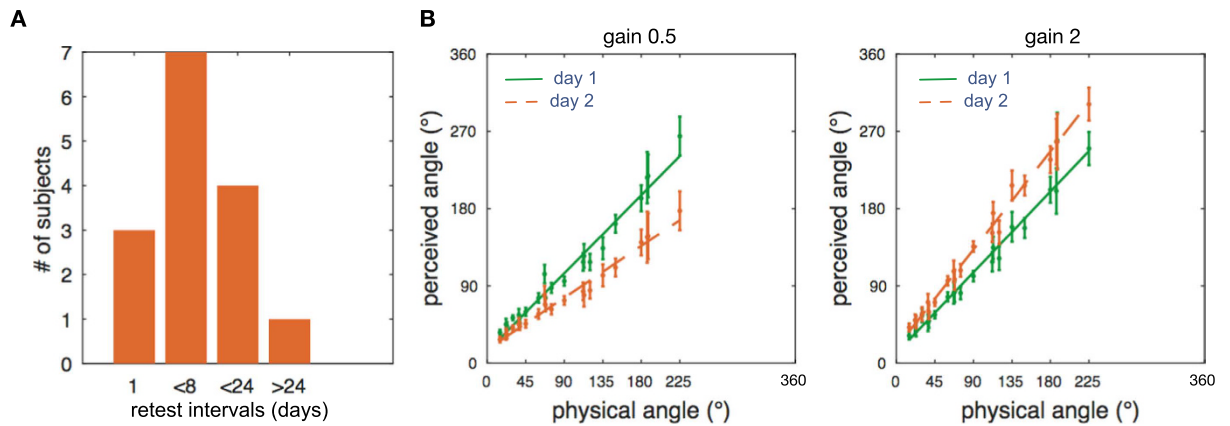 A
7
6
5
4
3
2
1
0
# of subjects
1 <8 <24 >24
retest intervals (days)
B
gain 0.5
360
270
180
90
0
perceived angle (°)
day 1
day 2
0 45 90 135 180 225 360
physical angle (°)
gain 2
360
270
180
90
0
perceived angle (°)
day 1
day 2
0 45 90 135 180 225 360
physical angle (°)